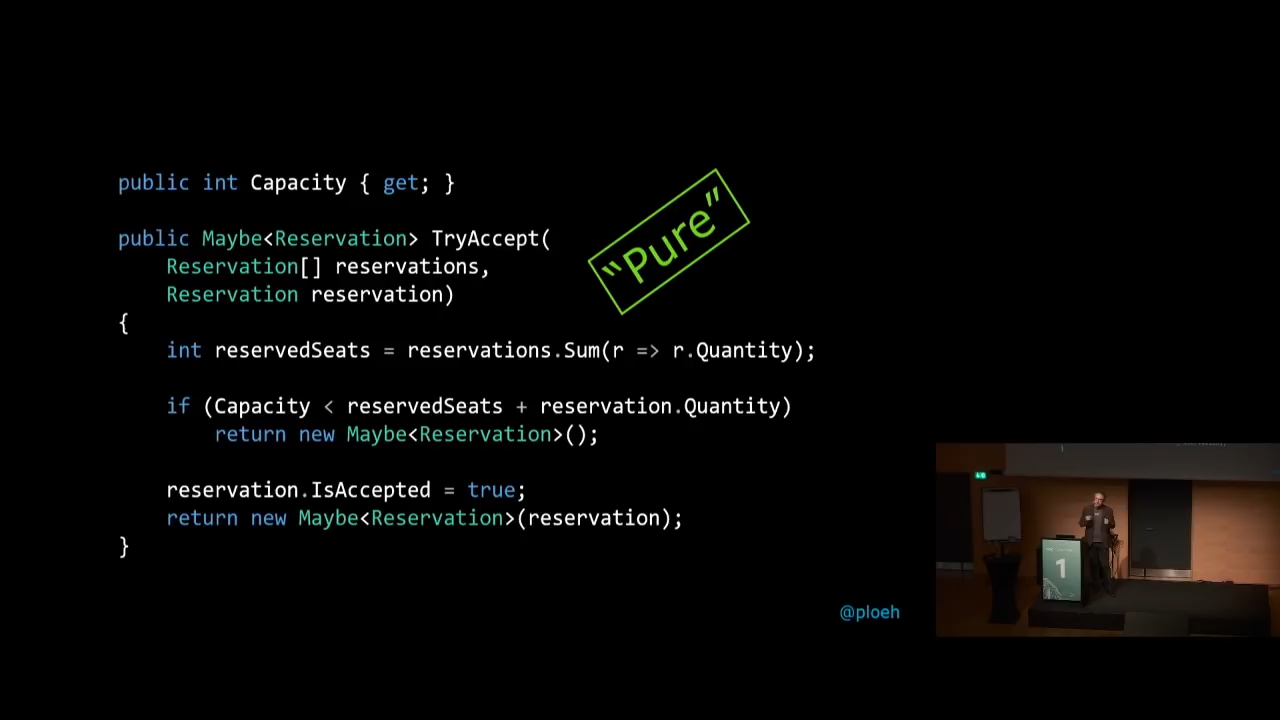 public int Capacity { get; }
public Maybe<Reservation> TryAccept(
Reservation[] reservations,
Reservation reservation)
{
int reservedSeats = reservations.Sum(r => r.Quantity);
if (Capacity < reservedSeats + reservation.Quantity)
return new Maybe<Reservation>();
reservation.IsAccepted = true;
return new Maybe<Reservation>(reservation);
}
“Pure”
@ploeh
1